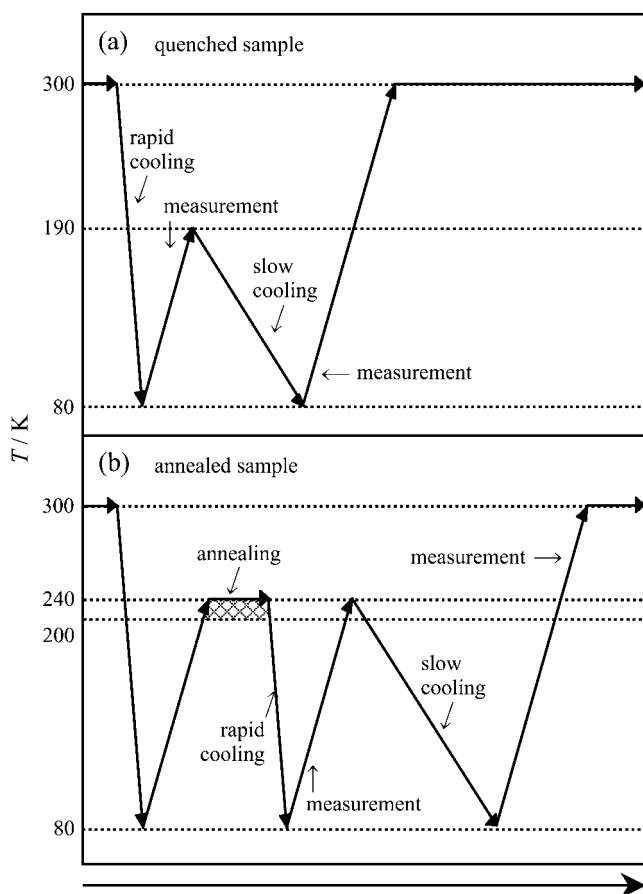 (a) quenched sample
300
rapid
cooling
measurement
190
slow
cooling
measurement
80
T / K
(b) annealed sample
300
annealing
measurement
240
200
slow
cooling
rapid
cooling
measurement
80